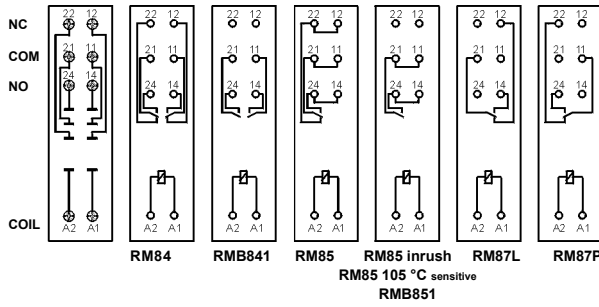 NC 22 12 22 12 22 12 22 12 22 12 22 12 22 12
COM 21 11 21 11 21 11 21 11 21 11 21 11 21 11
NO 24 14 24 14 24 14 24 14 24 14 24 14 24 14
COIL A2 A1 A2 A1 A2 A1 A2 A1 A2 A1 A2 A1 A2 A1
RM84 RMB841 RM85 RM85 inrush RM87L RM87P
RM85 105 °C sensitive
RMB851